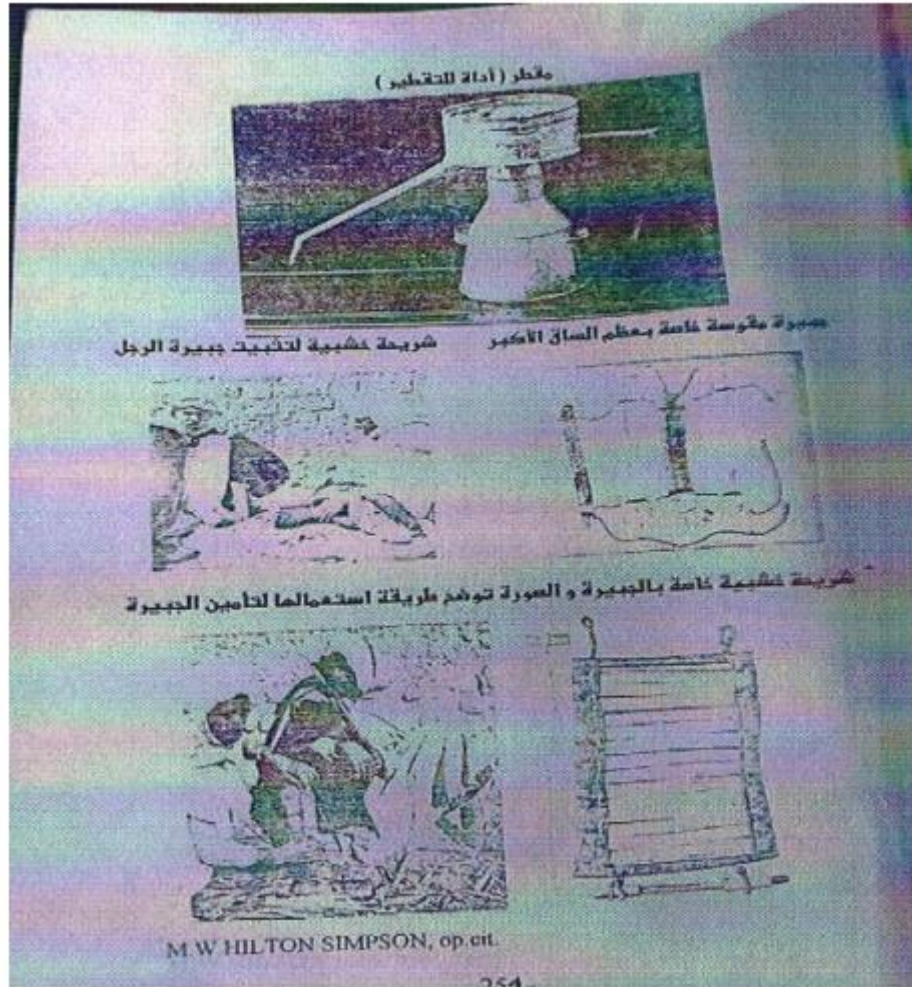 مقطر ( أداة للتقطير )
جبيرة مقوسة خاصة بعظم الساق الأكبر
شريحة خشبية لتثبيت جبيرة الرجل
شريحة خشبية خاصة بالجبيرة و الصورة توضح طريقة استعمالها لتأمين الجبيرة
M.W HILTON SIMPSON, op.cit.
254